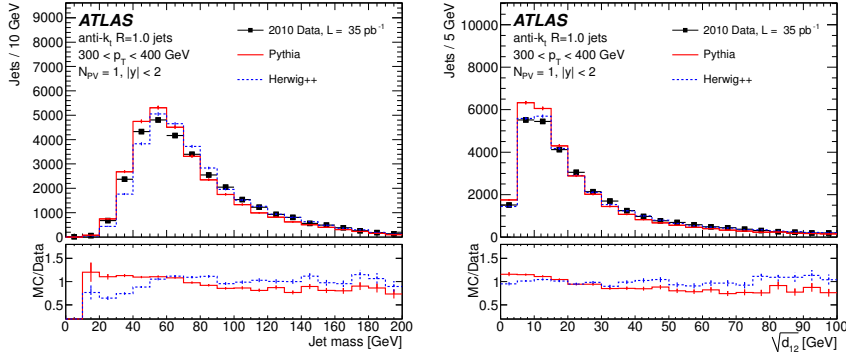 ATLAS
anti-kt R=1.0 jets
300 < pT < 400 GeV
NPV = 1, |y| < 2
2010 Data, L = 35 pb-1
Pythia
Herwig++
Jets / 10 GeV
9000
8000
7000
6000
5000
4000
3000
2000
1000
0
MC/Data
1.5
1
0.5
0 20 40 60 80 100 120 140 160 180 200
Jet mass [GeV]
ATLAS
anti-kt R=1.0 jets
300 < pT < 400 GeV
NPV = 1, |y| < 2
2010 Data, L = 35 pb-1
Pythia
Herwig++
Jets / 5 GeV
10000
8000
6000
4000
2000
0
MC/Data
1.5
1
0.5
0 10 20 30 40 50 60 70 80 90 100
√d12 [GeV]